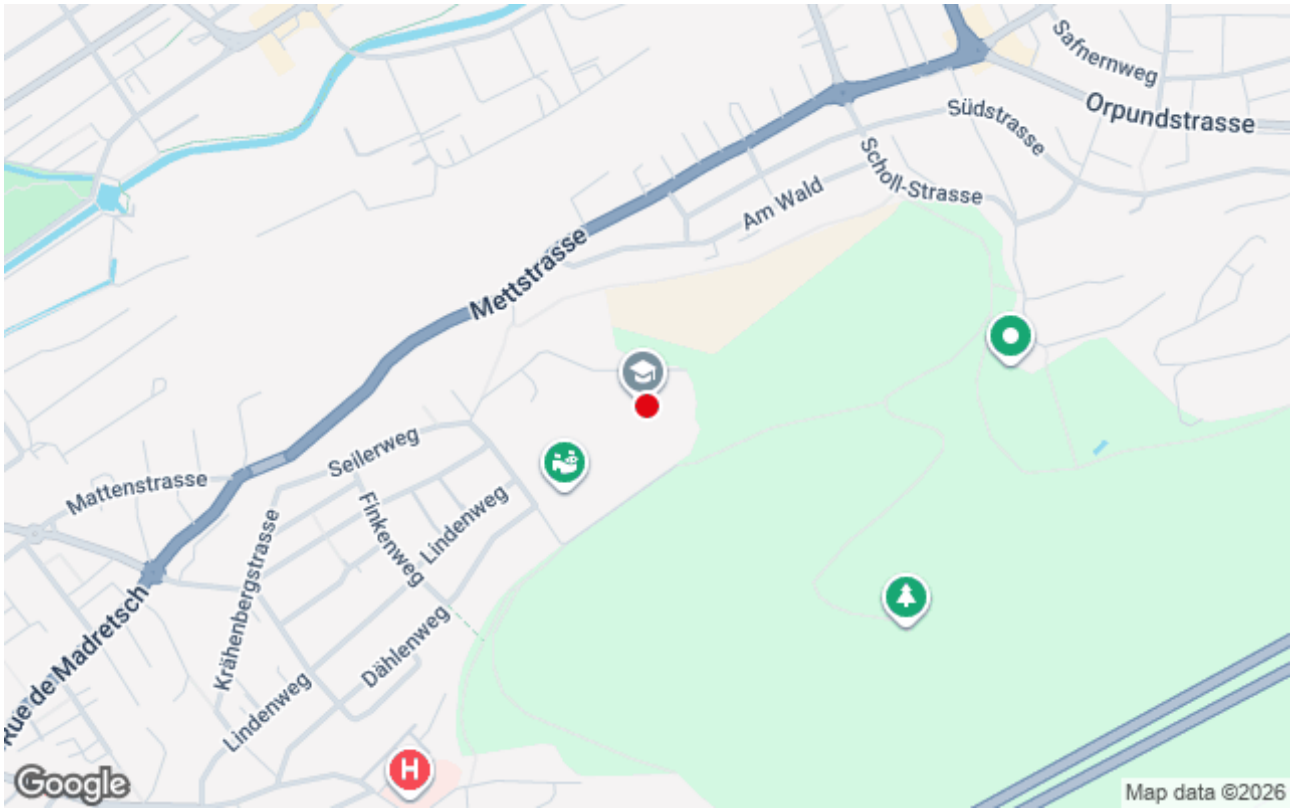 Safnernweg
Orpundstrasse
Südstrasse
Scholl-Strasse
Am Wald
Mettstrasse
Seilerweg
Mattenstrasse
Finkenweg
Lindenweg
Krähenbergstrasse
Dählenweg
Rue de Madretsch
Lindenweg
H
Google
Map data ©2026